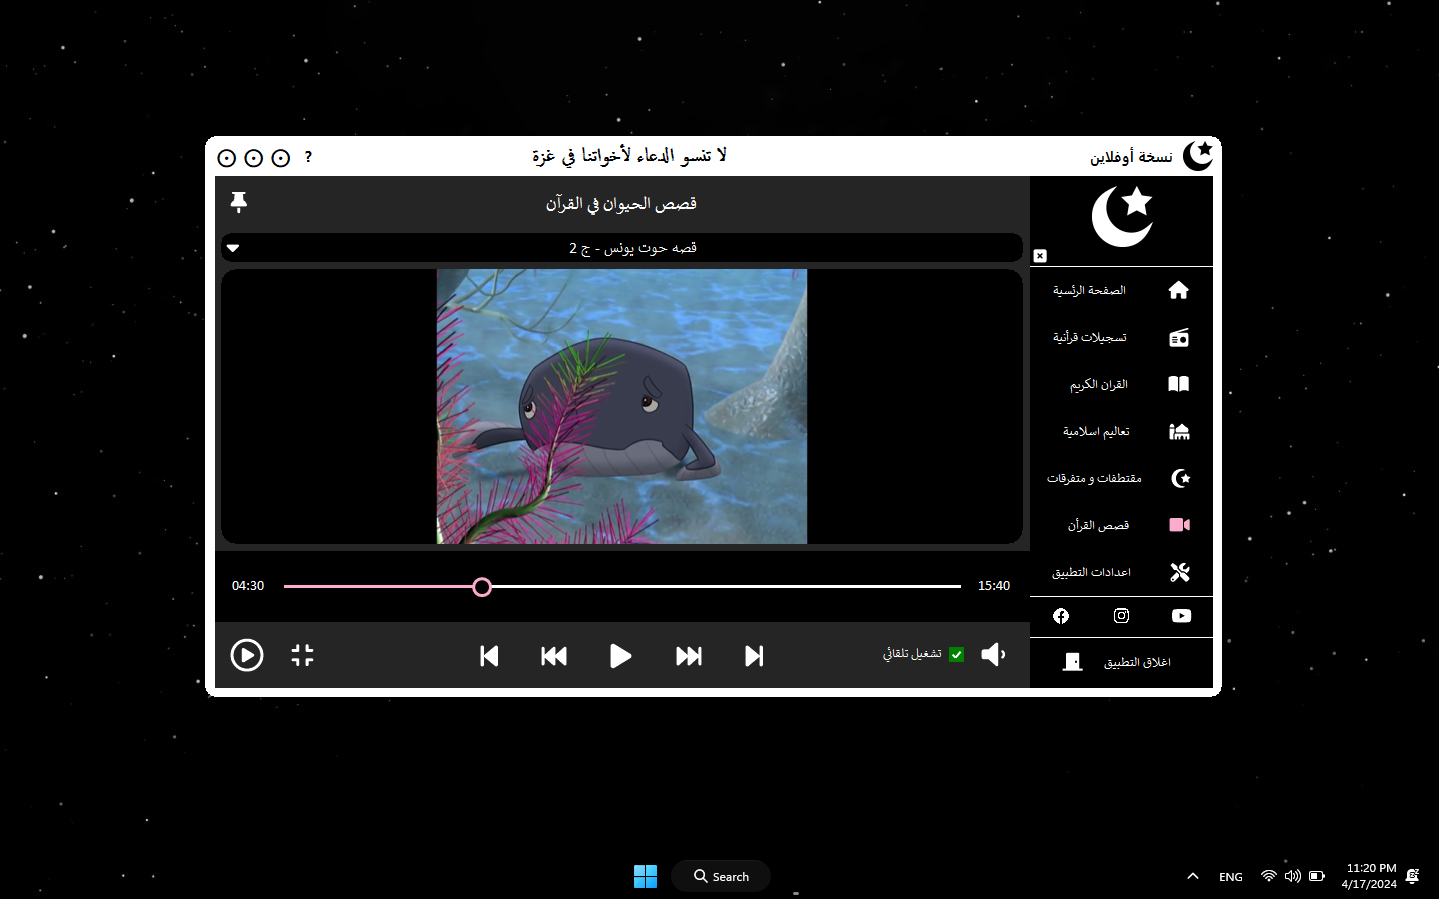 نسخة أوفلاين
لا تنسو الدعاء لأخواتنا في غزة
?
قصص الحيوان في القرآن
قصه حوت يونس - ج 2
04:30
15:40
تشغيل تلقائي
الصفحة الرئسية
تسجيلات قرأنية
القران الكريم
تعاليم اسلامية
مقتطفات و متفرقات
قصص القرأن
اعدادات التطبيق
اغلاق التطبيق
Search
ENG
11:20 PM
4/17/2024